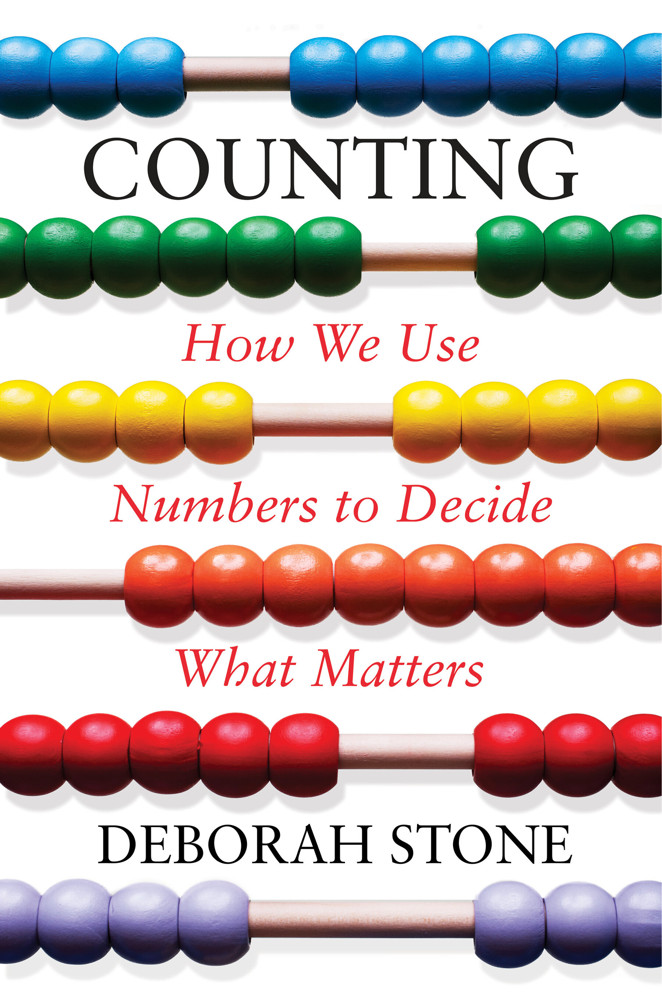 COUNTING
How We Use
Numbers to Decide
What Matters
DEBORAH STONE